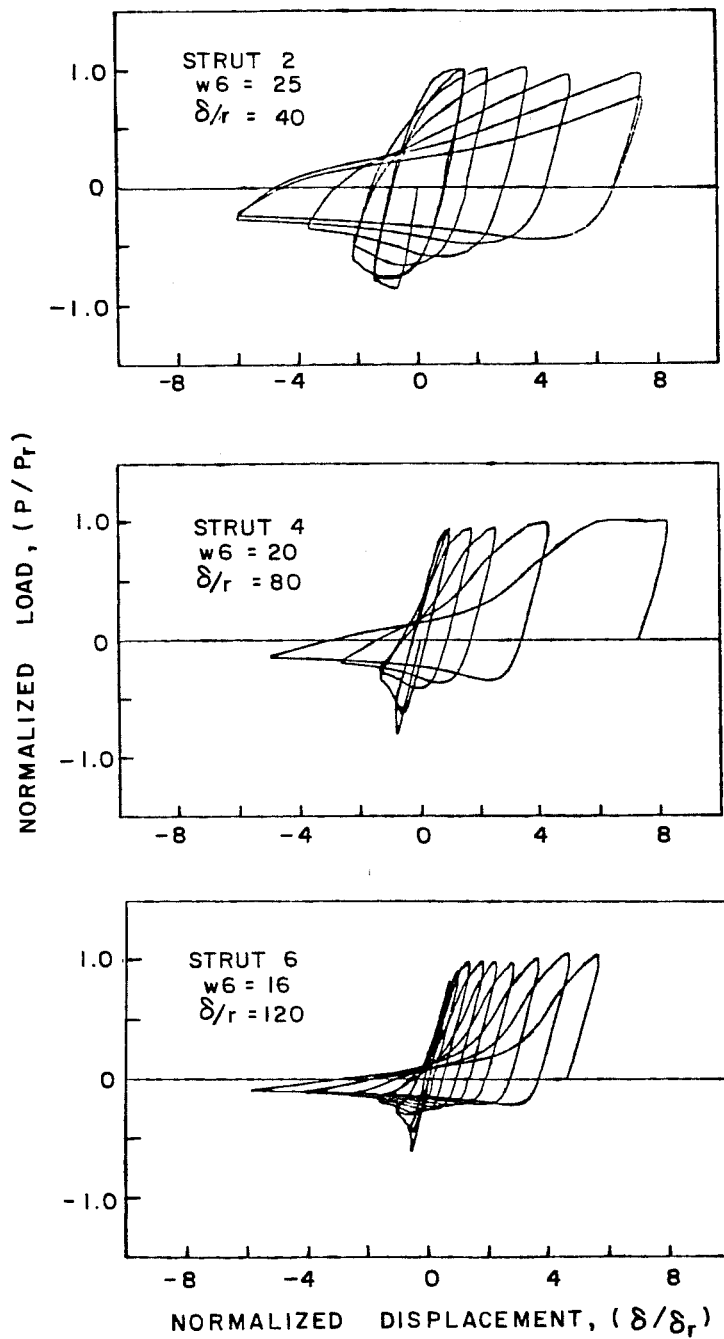 STRUT 2
w6 = 25
δ/r = 40
1.0
0
-1.0
-8
-4
0
4
8
STRUT 4
w6 = 20
δ/r = 80
1.0
0
-1.0
-8
-4
0
4
8
STRUT 6
w6 = 16
δ/r = 120
1.0
0
-1.0
-8
-4
0
4
8
NORMALIZED LOAD, (P/Pr)
NORMALIZED DISPLACEMENT, (δ/δr)